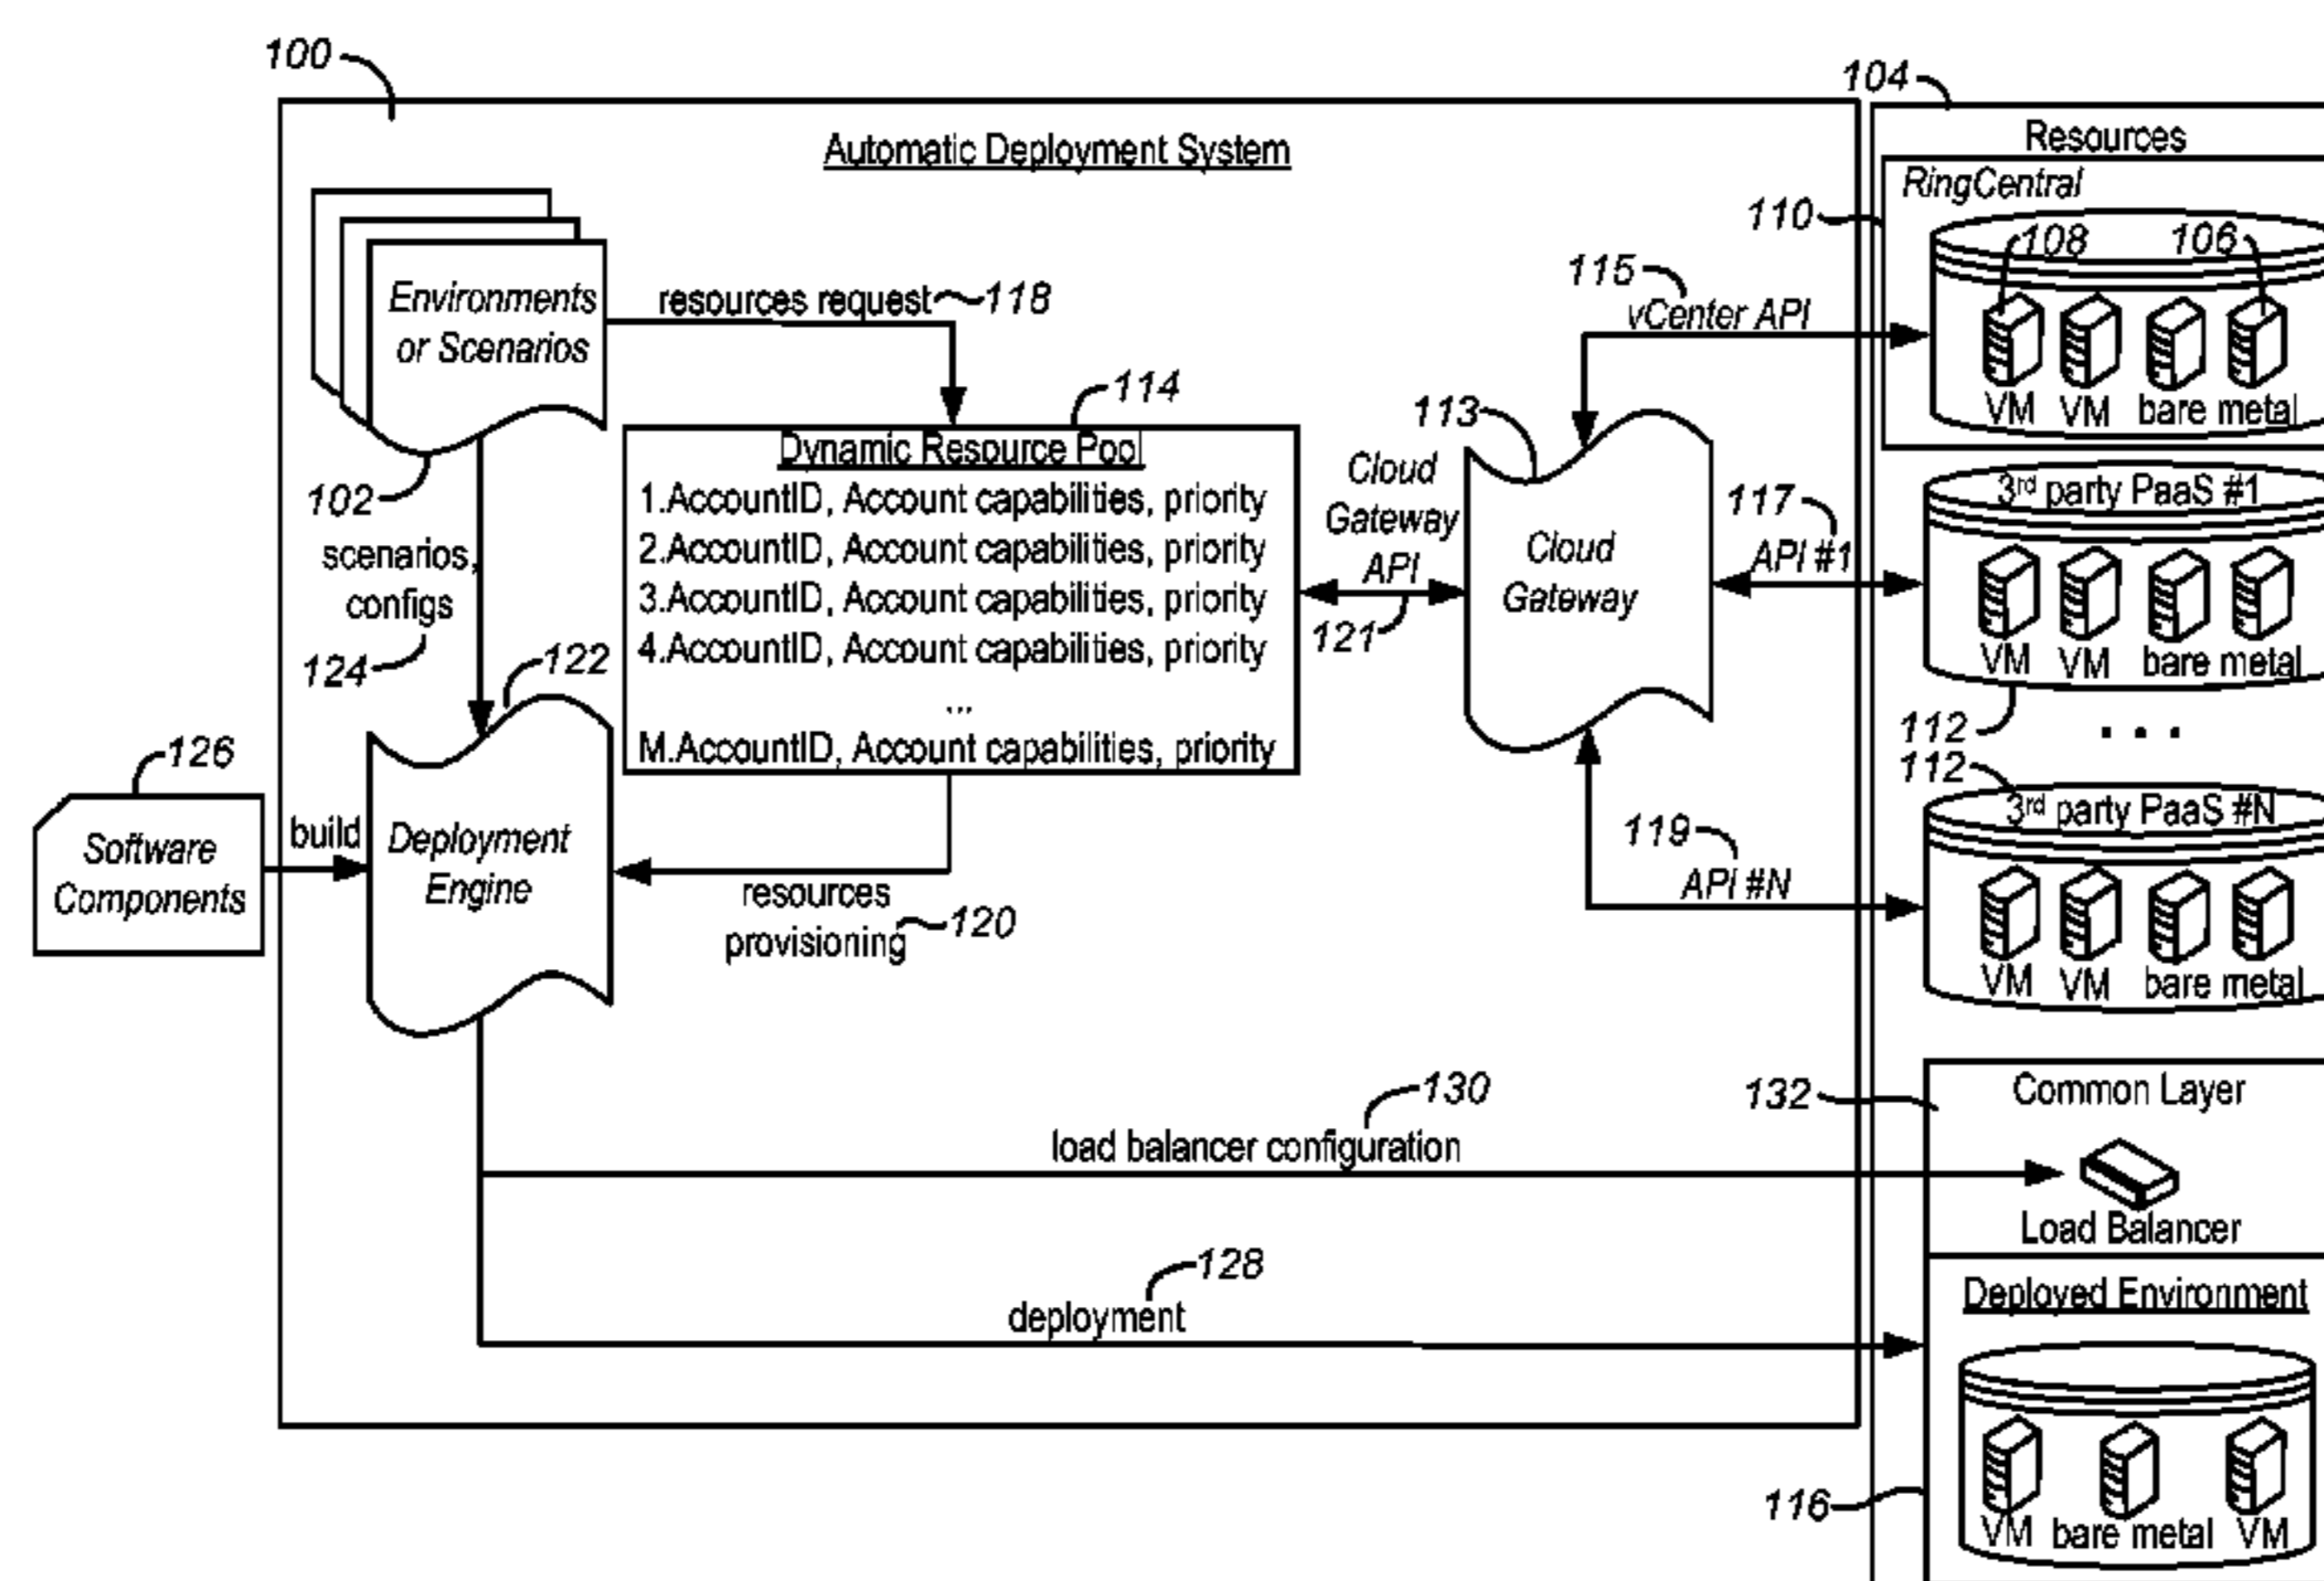 100
104
Automatic Deployment System
Resources
RingCentral
110
108
106
115
vCenter API
VM
VM
bare metal
Environments
or Scenarios
resources request
118
102
114
Dynamic Resource Pool
1.AccountID, Account capabilities, priority
2.AccountID, Account capabilities, priority
3.AccountID, Account capabilities, priority
4.AccountID, Account capabilities, priority
...
M.AccountID, Account capabilities, priority
Cloud
Gateway
API
121
113
Cloud
Gateway
117
API #1
3rd party PaaS #1
VM
VM
bare metal
112
. . .
112
3rd party PaaS #N
VM
VM
bare metal
119
API #N
scenarios,
configs
124
122
126
Software
Components
build
Deployment
Engine
resources
provisioning
120
130
load balancer configuration
132
Common Layer
Load Balancer
128
deployment
Deployed Environment
116
VM
bare metal
VM